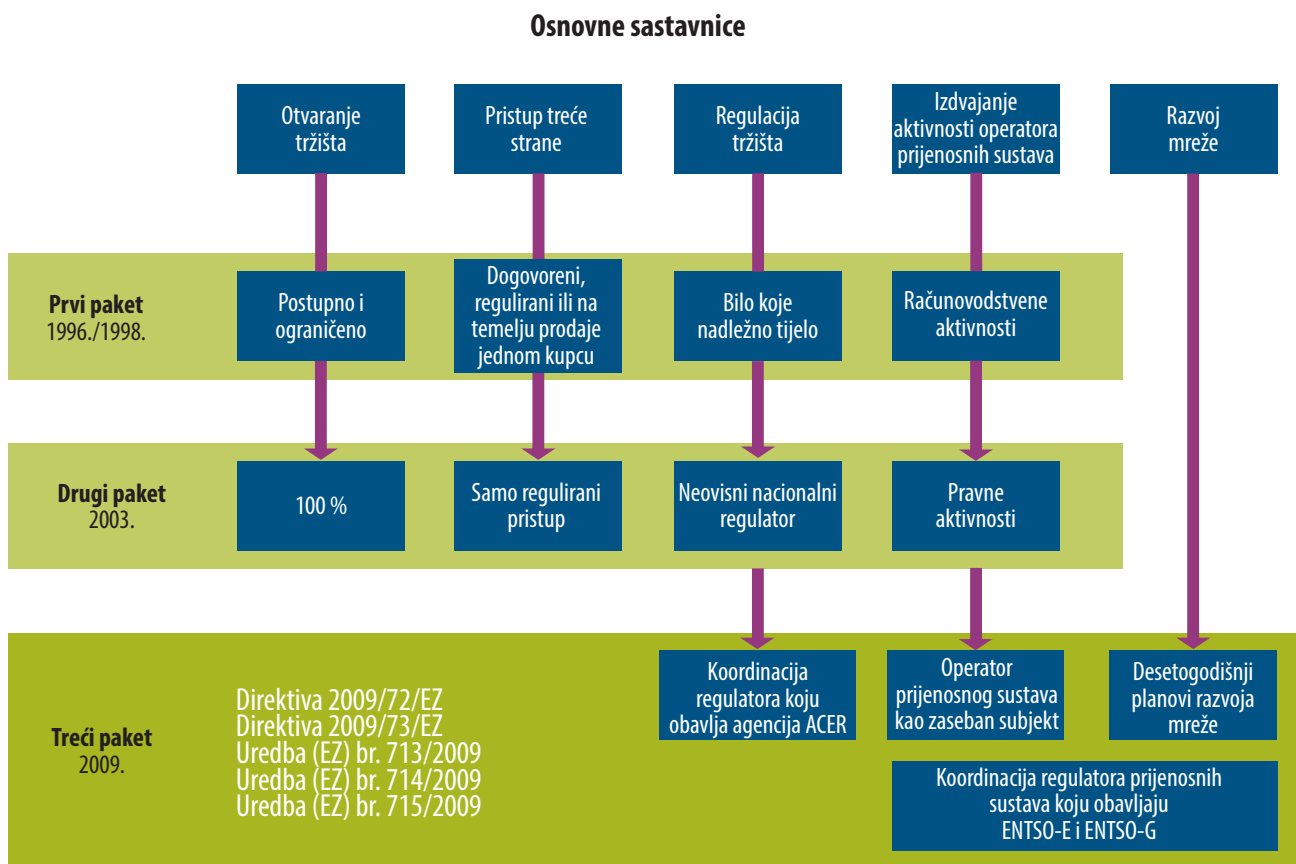 Osnovne sastavnice
Otvaranje
tržišta
Pristup treće
strane
Regulacija
tržišta
Izdvajanje
aktivnosti operatora
prijenosnih sustava
Razvoj
mreže
Prvi paket
1996./1998.
Postupno i
ograničeno
Dogovoreni,
regulirani ili na
temelju prodaje
jednom kupcu
Bilo koje
nadležno tijelo
Računovodstvene
aktivnosti
Drugi paket
2003.
100 %
Samo regulirani
pristup
Neovisni nacionalni
regulator
Pravne
aktivnosti
Treći paket
2009.
Direktiva 2009/72/EZ
Direktiva 2009/73/EZ
Uredba (EZ) br. 713/2009
Uredba (EZ) br. 714/2009
Uredba (EZ) br. 715/2009
Koordinacija
regulatora koju
obavlja agencija ACER
Operator
prijenosnog sustava
kao zaseban subjekt
Desetogodišnji
planovi razvoja
mreže
Koordinacija regulatora prijenosnih
sustava koju obavljaju
ENTSO-E i ENTSO-G